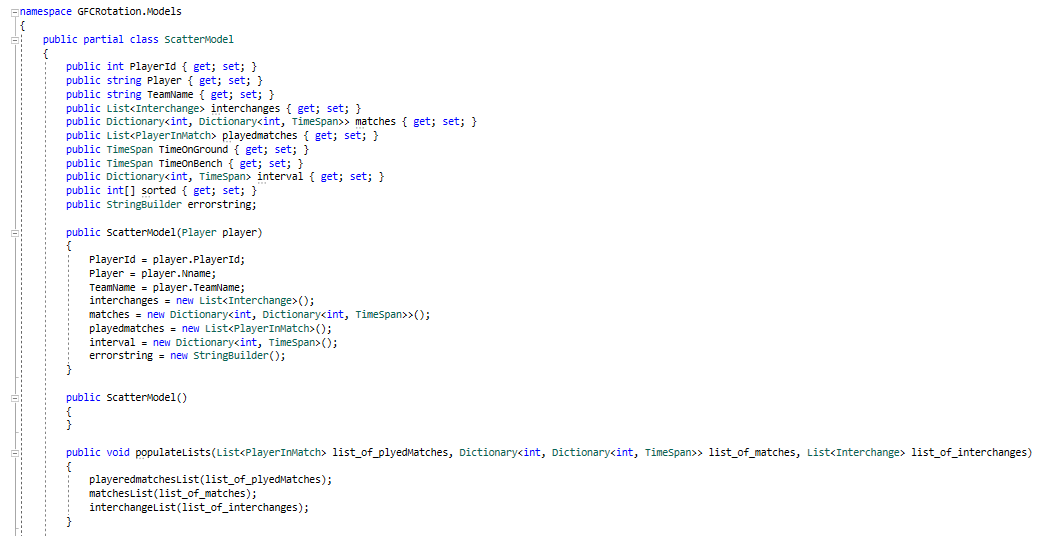 namespace GFCRotation.Models
{
public partial class ScatterModel
{
public int PlayerId { get; set; }
public string Player { get; set; }
public string TeamName { get; set; }
public List<Interchange> interchanges { get; set; }
public Dictionary<int, Dictionary<int, TimeSpan>> matches { get; set; }
public List<PlayerInMatch> playedmatches { get; set; }
public TimeSpan TimeOnGround { get; set; }
public TimeSpan TimeOnBench { get; set; }
public Dictionary<int, TimeSpan> interval { get; set; }
public int[] sorted { get; set; }
public StringBuilder errorstring;
public ScatterModel(Player player)
{
PlayerId = player.PlayerId;
Player = player.Nname;
TeamName = player.TeamName;
interchanges = new List<Interchange>();
matches = new Dictionary<int, Dictionary<int, TimeSpan>>();
playedmatches = new List<PlayerInMatch>();
interval = new Dictionary<int, TimeSpan>();
errorstring = new StringBuilder();
}
public ScatterModel()
{
}
public void populateLists(List<PlayerInMatch> list_of_plyedMatches, Dictionary<int, Dictionary<int, TimeSpan>> list_of_matches, List<Interchange> list_of_interchanges)
{
playeredmatchesList(list_of_plyedMatches);
matchesList(list_of_matches);
interchangeList(list_of_interchanges);
}